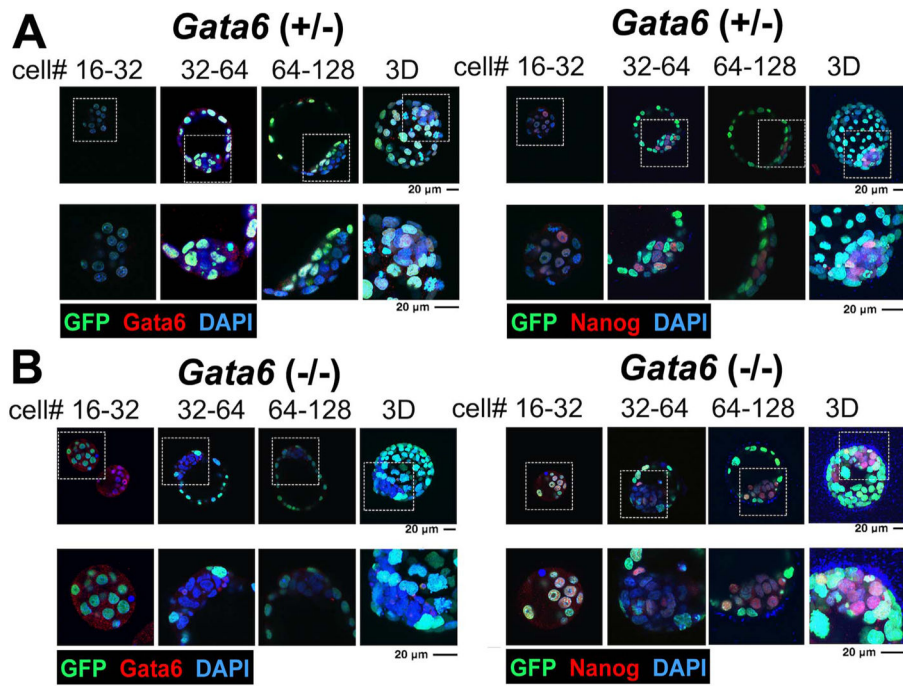 A
Gata6 (+/-)
Gata6 (+/-)
cell# 16-32 32-64 64-128 3D
cell# 16-32 32-64 64-128 3D
20 µm
20 µm
20 µm
20 µm
GFP Gata6 DAPI
GFP Nanog DAPI
B
Gata6 (-/-)
Gata6 (-/-)
cell# 16-32 32-64 64-128 3D
cell# 16-32 32-64 64-128 3D
20 µm
20 µm
20 µm
20 µm
GFP Gata6 DAPI
GFP Nanog DAPI